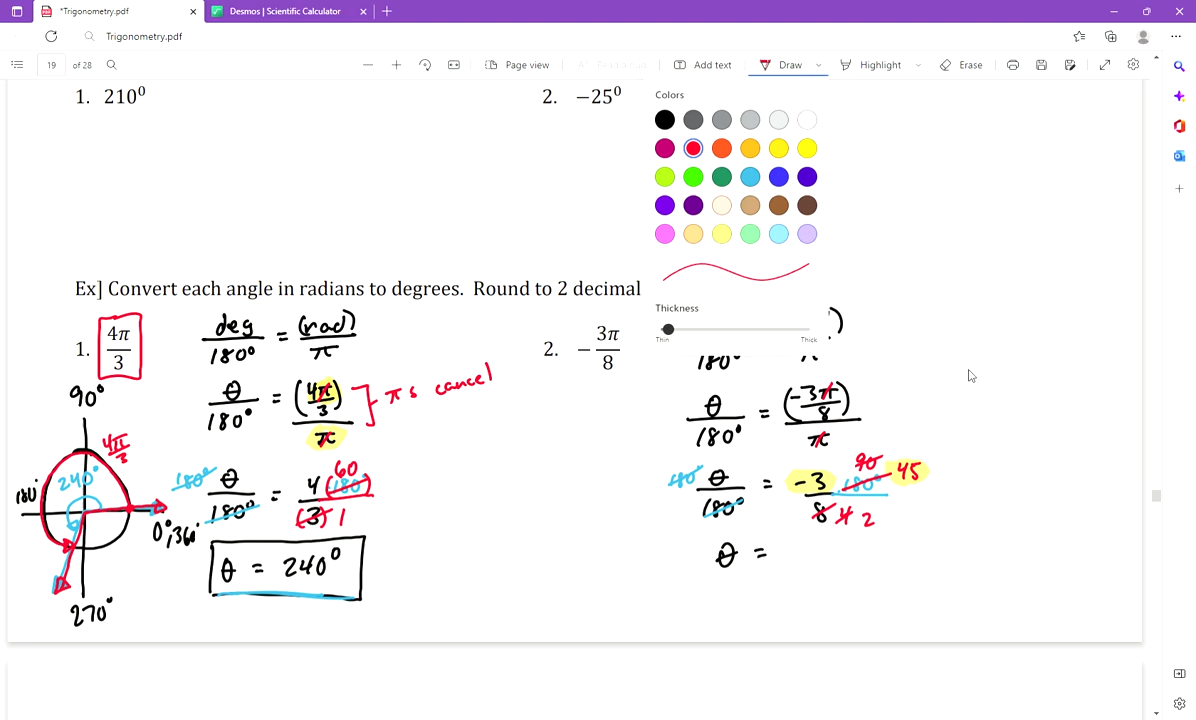 *Trigonometry.pdf
Desmos | Scientific Calculator
Trigonometry.pdf
19 of 28
Page view
Add text
Draw
Highlight
Erase
1. 210⁰
2. −25⁰
Colors
Thickness
Thin
Thick
Ex] Convert each angle in radians to degrees. Round to 2 decimal
1. 4π/3
deg/180° = (rad)/π
θ/180° = (4π/3)/π
πs cancel
180° θ/180° = 4(180°)/(3) 60 1
θ = 240°
90°
4π/3
240°
180°
0°,360°
270°
2. −3π/8
180° π )
θ/180° = (−3π/8)/π
180° θ/180° = −3/8 180° 90 45 4 2
θ =